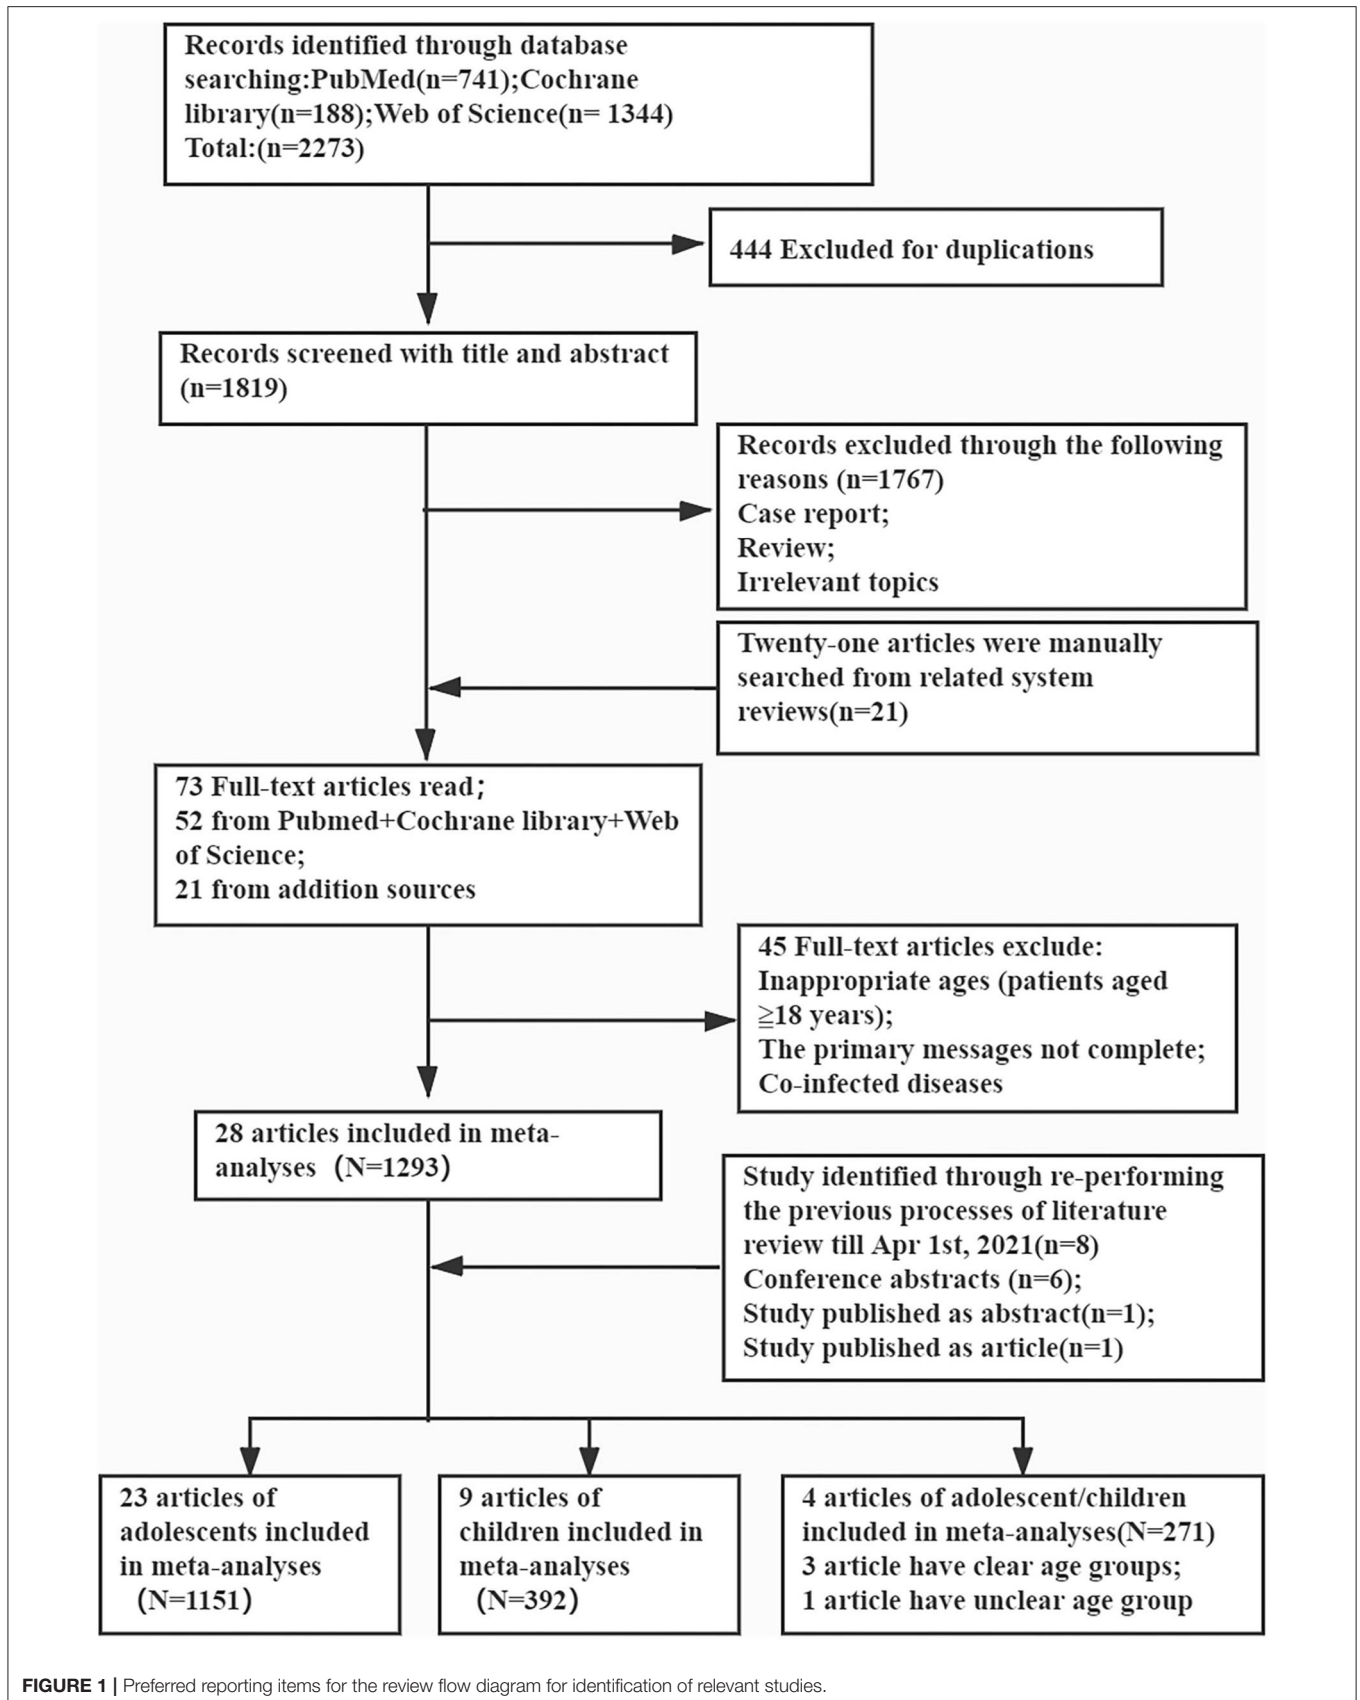 Records identified through database
searching:PubMed(n=741);Cochrane
library(n=188);Web of Science(n= 1344)
Total:(n=2273)
444 Excluded for duplications
Records screened with title and abstract
(n=1819)
Records excluded through the following
reasons (n=1767)
Case report;
Review;
Irrelevant topics
Twenty-one articles were manually
searched from related system
reviews(n=21)
73 Full-text articles read;
52 from Pubmed+Cochrane library+Web
of Science;
21 from addition sources
45 Full-text articles exclude:
Inappropriate ages (patients aged
≧18 years);
The primary messages not complete;
Co-infected diseases
28 articles included in meta-
analyses (N=1293)
Study identified through re-performing
the previous processes of literature
review till Apr 1st, 2021(n=8)
Conference abstracts (n=6);
Study published as abstract(n=1);
Study published as article(n=1)
23 articles of
adolescents included
in meta-analyses
(N=1151)
9 articles of
children included in
meta-analyses
(N=392)
4 articles of adolescent/children
included in meta-analyses(N=271)
3 article have clear age groups;
1 article have unclear age group
FIGURE 1 | Preferred reporting items for the review flow diagram for identification of relevant studies.